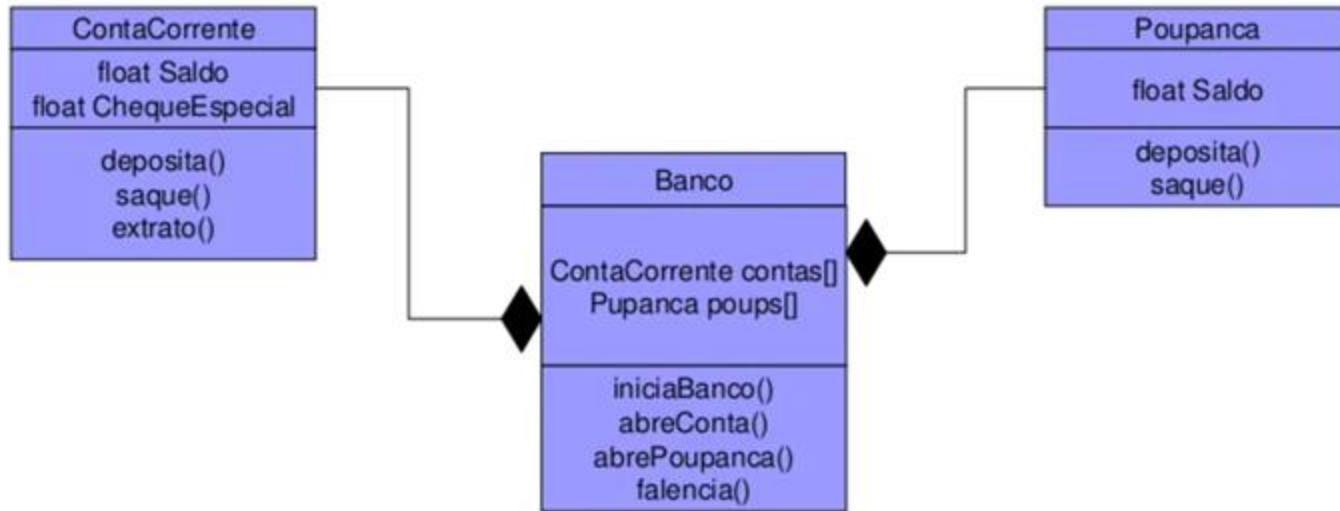 ContaCorrente
float Saldo
float ChequeEspecial
deposita()
saque()
extrato()
Banco
ContaCorrente contas[]
Pupanca poups[]
iniciaBanco()
abreConta()
abrePoupanca()
falencia()
Poupanca
float Saldo
deposita()
saque()